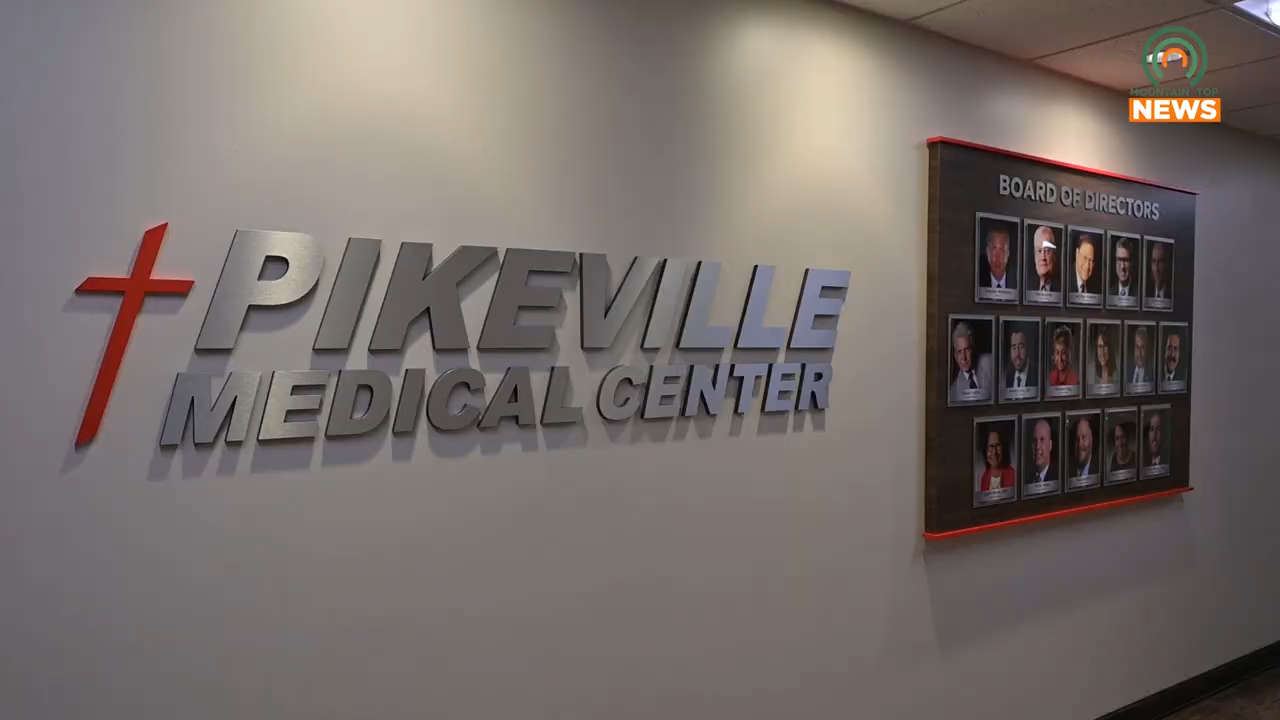 PIKEVILLE
MEDICAL CENTER
BOARD OF DIRECTORS
MOUNTAIN TOP
NEWS